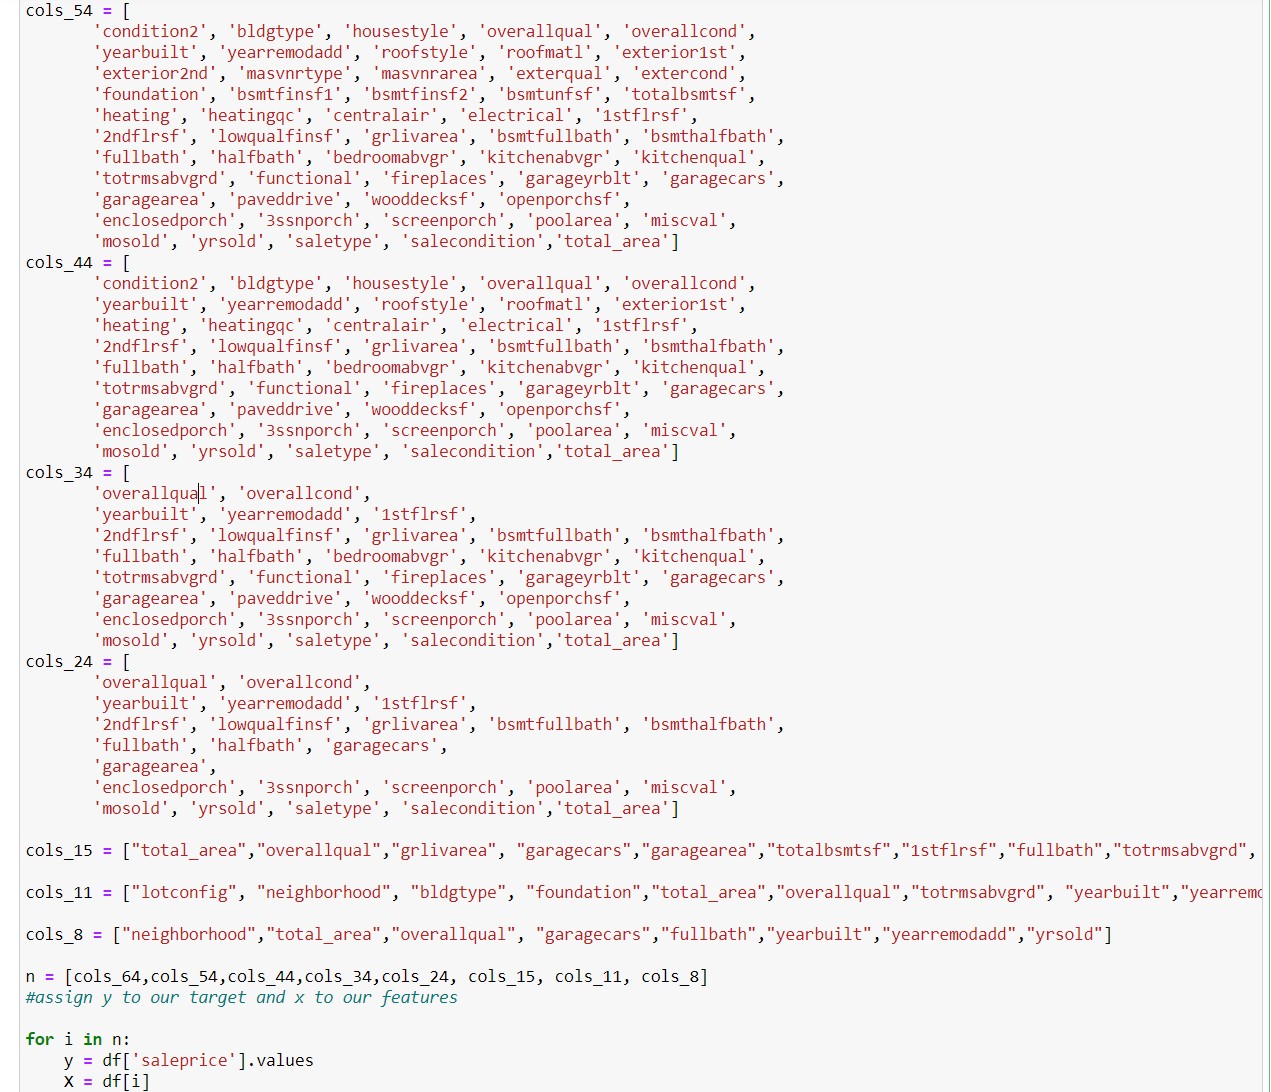 cols_54 = [
'condition2', 'bldgtype', 'housestyle', 'overallqual', 'overallcond',
'yearbuilt', 'yearremodadd', 'roofstyle', 'roofmatl', 'exterior1st',
'exterior2nd', 'masvnrtype', 'masvnrarea', 'exterqual', 'extercond',
'foundation', 'bsmtfinsf1', 'bsmtfinsf2', 'bsmtunfsf', 'totalbsmtsf',
'heating', 'heatingqc', 'centralair', 'electrical', '1stflrsf',
'2ndflrsf', 'lowqualfinsf', 'grlivarea', 'bsmtfullbath', 'bsmthalfbath',
'fullbath', 'halfbath', 'bedroomabvgr', 'kitchenabvgr', 'kitchenqual',
'totrmsabvgrd', 'functional', 'fireplaces', 'garageyrblt', 'garagecars',
'garagearea', 'paveddrive', 'wooddecksf', 'openporchsf',
'enclosedporch', '3ssnporch', 'screenporch', 'poolarea', 'miscval',
'mosold', 'yrsold', 'saletype', 'salecondition','total_area']
cols_44 = [
'condition2', 'bldgtype', 'housestyle', 'overallqual', 'overallcond',
'yearbuilt', 'yearremodadd', 'roofstyle', 'roofmatl', 'exterior1st',
'heating', 'heatingqc', 'centralair', 'electrical', '1stflrsf',
'2ndflrsf', 'lowqualfinsf', 'grlivarea', 'bsmtfullbath', 'bsmthalfbath',
'fullbath', 'halfbath', 'bedroomabvgr', 'kitchenabvgr', 'kitchenqual',
'totrmsabvgrd', 'functional', 'fireplaces', 'garageyrblt', 'garagecars',
'garagearea', 'paveddrive', 'wooddecksf', 'openporchsf',
'enclosedporch', '3ssnporch', 'screenporch', 'poolarea', 'miscval',
'mosold', 'yrsold', 'saletype', 'salecondition','total_area']
cols_34 = [
'overallqual', 'overallcond',
'yearbuilt', 'yearremodadd', '1stflrsf',
'2ndflrsf', 'lowqualfinsf', 'grlivarea', 'bsmtfullbath', 'bsmthalfbath',
'fullbath', 'halfbath', 'bedroomabvgr', 'kitchenabvgr', 'kitchenqual',
'totrmsabvgrd', 'functional', 'fireplaces', 'garageyrblt', 'garagecars',
'garagearea', 'paveddrive', 'wooddecksf', 'openporchsf',
'enclosedporch', '3ssnporch', 'screenporch', 'poolarea', 'miscval',
'mosold', 'yrsold', 'saletype', 'salecondition','total_area']
cols_24 = [
'overallqual', 'overallcond',
'yearbuilt', 'yearremodadd', '1stflrsf',
'2ndflrsf', 'lowqualfinsf', 'grlivarea', 'bsmtfullbath', 'bsmthalfbath',
'fullbath', 'halfbath', 'garagecars',
'garagearea',
'enclosedporch', '3ssnporch', 'screenporch', 'poolarea', 'miscval',
'mosold', 'yrsold', 'saletype', 'salecondition','total_area']
cols_15 = ["total_area","overallqual","grlivarea", "garagecars","garagearea","totalbsmtsf","1stflrsf","fullbath","totrmsabvgrd",
cols_11 = ["lotconfig", "neighborhood", "bldgtype", "foundation","total_area","overallqual","totrmsabvgrd", "yearbuilt","yearremo
cols_8 = ["neighborhood","total_area","overallqual", "garagecars","fullbath","yearbuilt","yearremodadd","yrsold"]
n = [cols_64,cols_54,cols_44,cols_34,cols_24, cols_15, cols_11, cols_8]
#assign y to our target and x to our features
for i in n:
y = df['saleprice'].values
X = df[i]